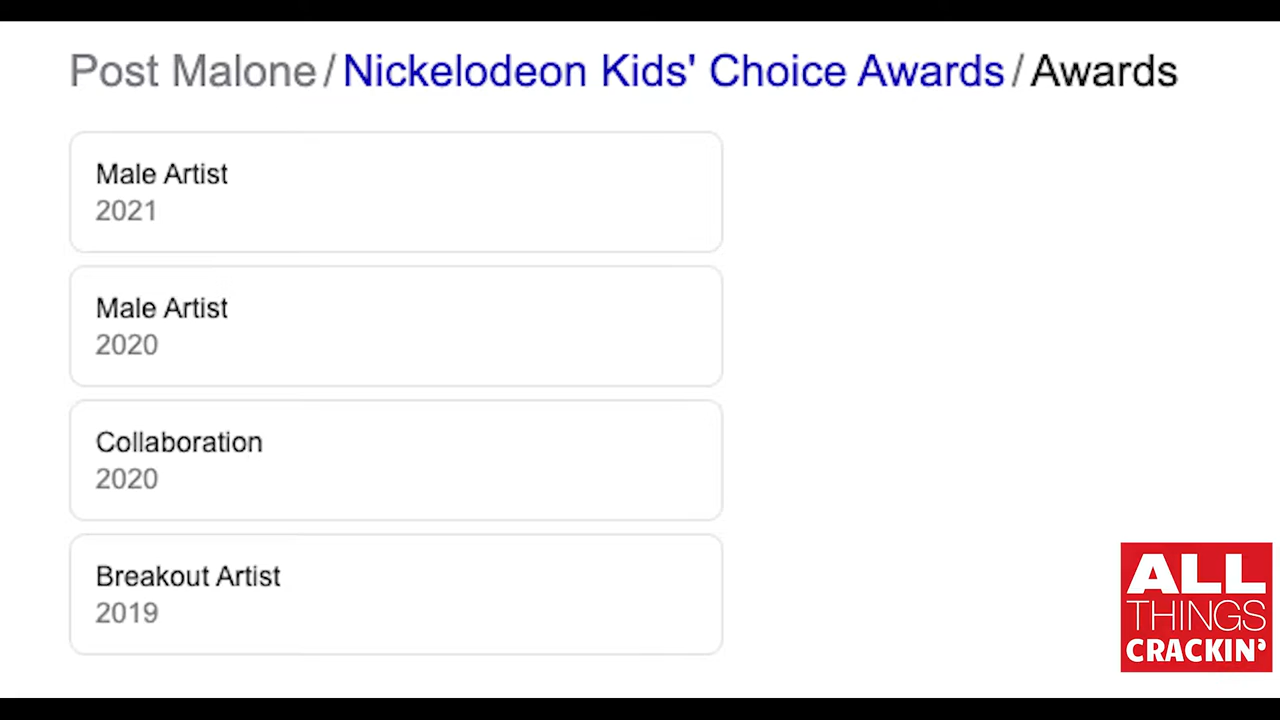 Post Malone / Nickelodeon Kids' Choice Awards / Awards
Male Artist
2021
Male Artist
2020
Collaboration
2020
Breakout Artist
2019
ALL
THINGS
CRACKIN'